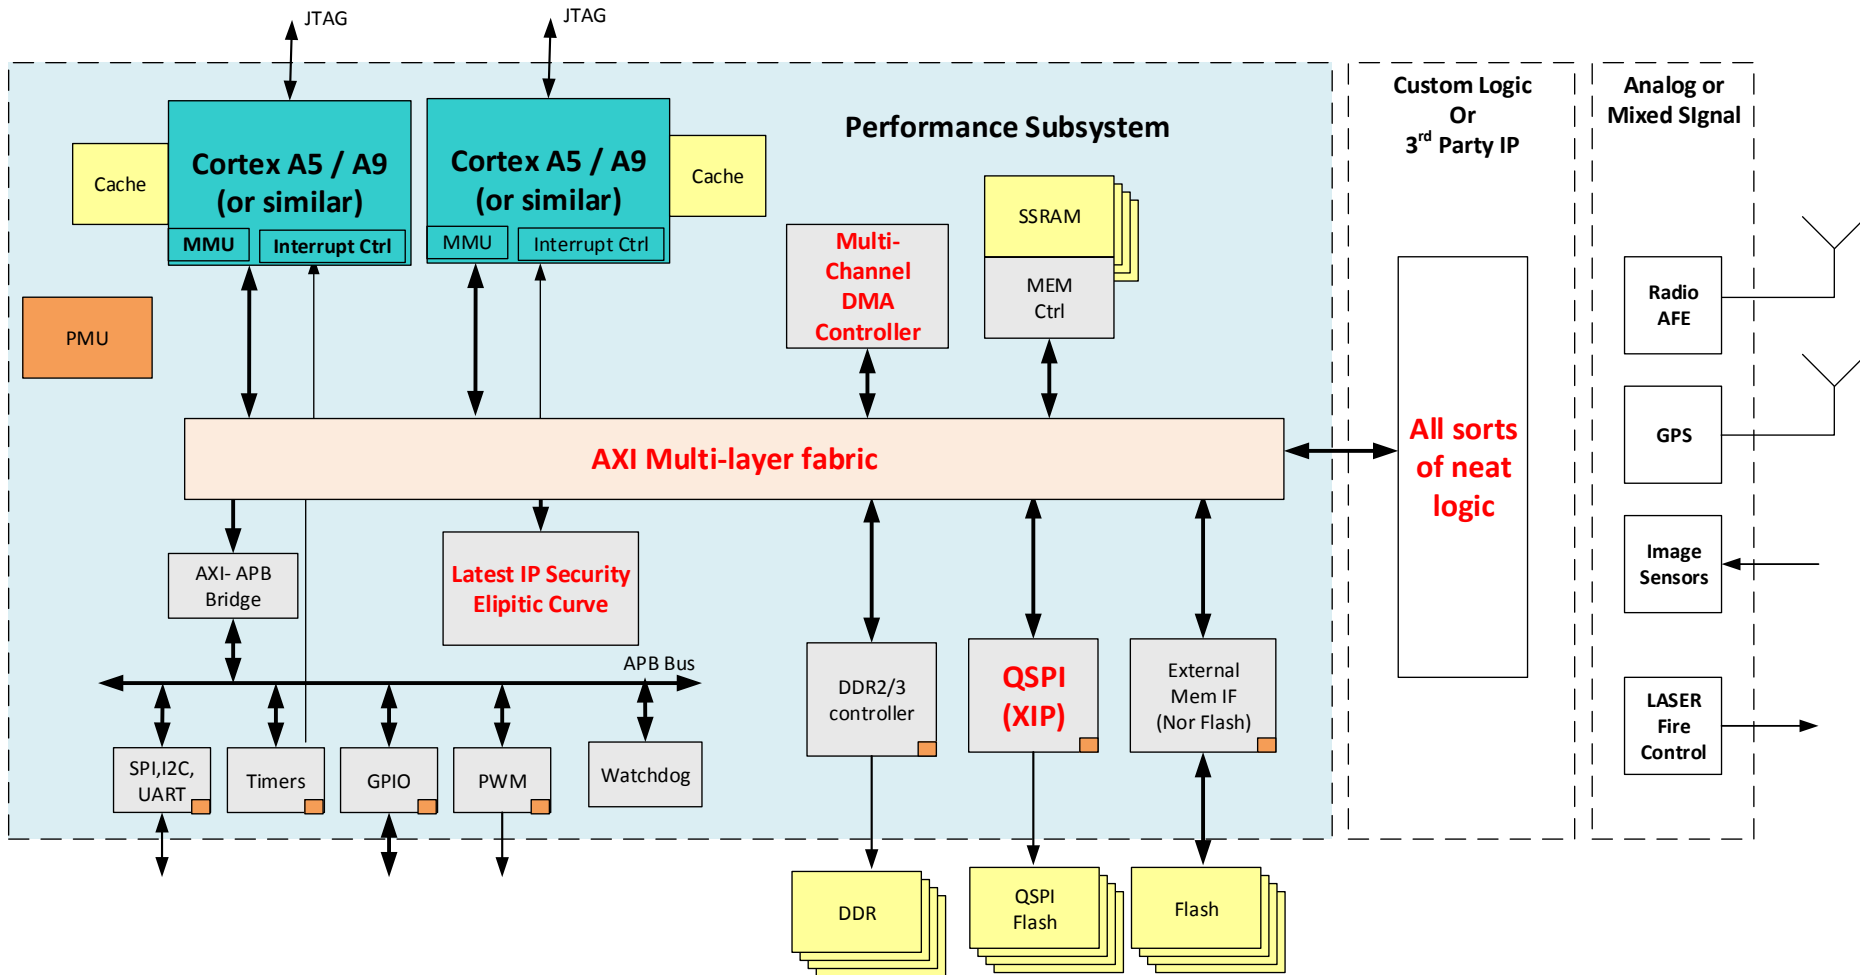 JTAG
JTAG
Performance Subsystem
Cortex A5 / A9
(or similar)
MMU
Interrupt Ctrl
Cache
Cortex A5 / A9
(or similar)
MMU
Interrupt Ctrl
Cache
PMU
Multi-
Channel
DMA
Controller
SSRAM
MEM
Ctrl
AXI Multi-layer fabric
AXI- APB
Bridge
Latest IP Security
Elipitic Curve
APB Bus
SPI,I2C,
UART
Timers
GPIO
PWM
Watchdog
DDR2/3
controller
QSPI
(XIP)
External
Mem IF
(Nor Flash)
DDR
QSPI
Flash
Flash
Custom Logic
Or
3rd Party IP
All sorts
of neat
logic
Analog or
Mixed SIgnal
Radio
AFE
GPS
Image
Sensors
LASER
Fire
Control